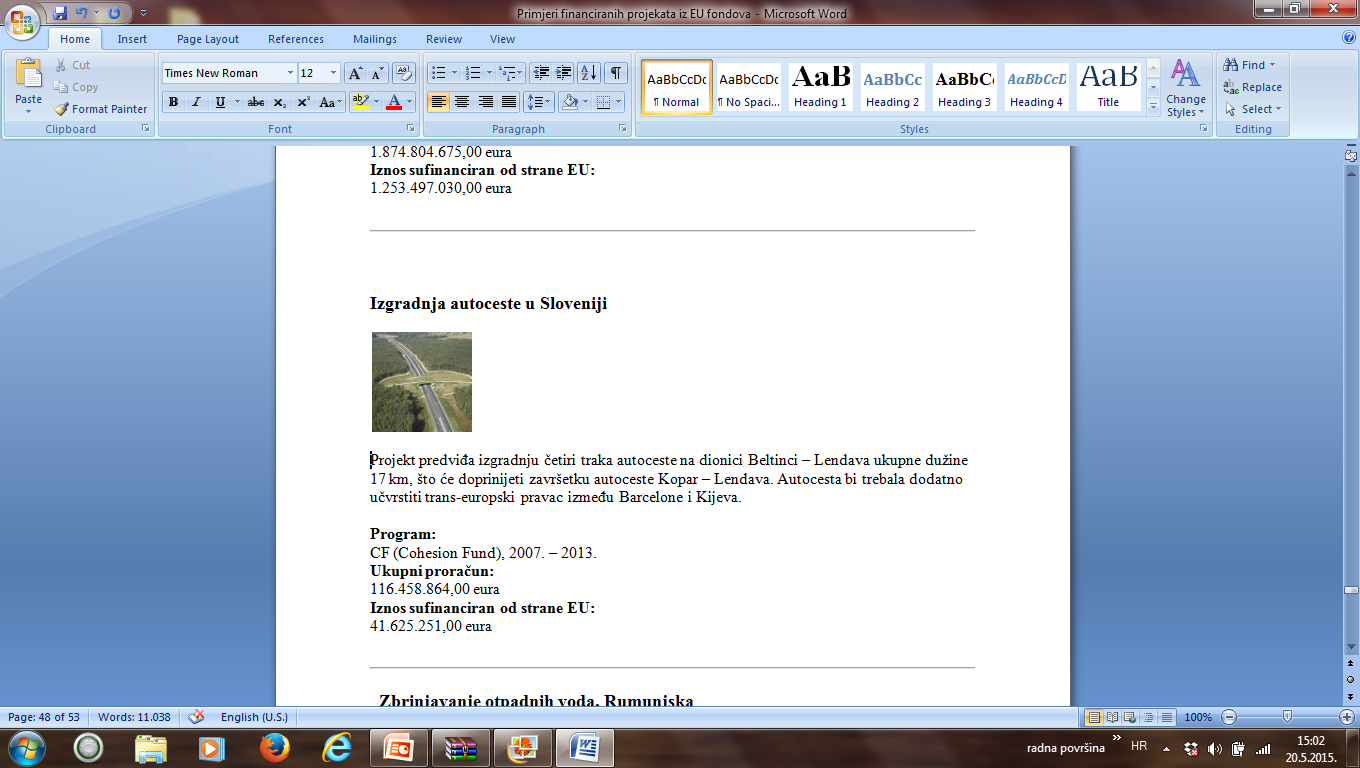 Primjeri financiranih projekata iz EU fondova - Microsoft Word
Home Insert Page Layout References Mailings Review View
Paste
Cut
Copy
Format Painter
Clipboard
Times New Roman 12
B I U abc x₂ x² Aa
Font
Paragraph
AaBbCcDc AaBbCcDc AaB AaBbCc AaBbC AaBbCcD AaB
¶ Normal ¶ No Spaci... Heading 1 Heading 2 Heading 3 Heading 4 Title
Change Styles
Styles
Find
Replace
Select
Editing
1.874.804.675,00 eura
Iznos sufinanciran od strane EU:
1.253.497.030,00 eura
Izgradnja autoceste u Sloveniji
Projekt predviđa izgradnju četiri traka autoceste na dionici Beltinci – Lendava ukupne dužine
17 km, što će doprinijeti završetku autoceste Kopar – Lendava. Autocesta bi trebala dodatno
učvrstiti trans-europski pravac između Barcelone i Kijeva.
Program:
CF (Cohesion Fund), 2007. – 2013.
Ukupni proračun:
116.458.864,00 eura
Iznos sufinanciran od strane EU:
41.625.251,00 eura
Zbrinjavanje otpadnih voda, Rumunjska
Page: 48 of 53 Words: 11.038 English (U.S.) 100%
radna površina HR 15:02
20.5.2015.